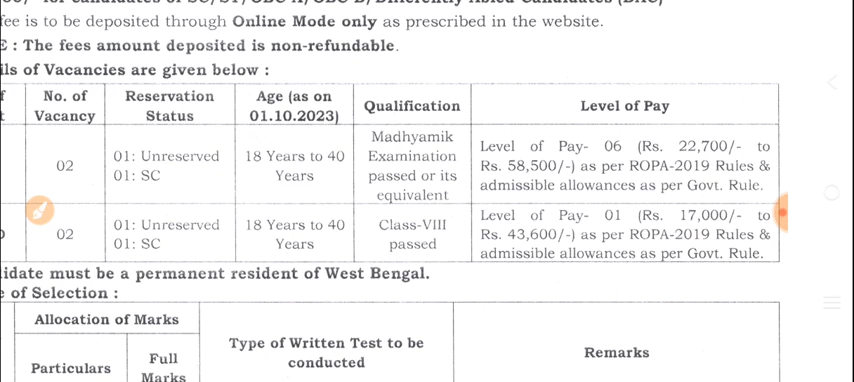 fee is to be deposited through Online Mode only as prescribed in the website.
: The fees amount deposited is non-refundable.
ils of Vacancies are given below :
No. of Vacancy
Reservation Status
Age (as on 01.10.2023)
Qualification
Level of Pay
02
01: Unreserved
01: SC
18 Years to 40 Years
Madhyamik
Examination
passed or its
equivalent
Level of Pay- 06 (Rs. 22,700/- to
Rs. 58,500/-) as per ROPA-2019 Rules &
admissible allowances as per Govt. Rule.
02
01: Unreserved
01: SC
18 Years to 40 Years
Class-VIII
passed
Level of Pay- 01 (Rs. 17,000/- to
Rs. 43,600/-) as per ROPA-2019 Rules &
admissible allowances as per Govt. Rule.
idate must be a permanent resident of West Bengal.
e of Selection :
Allocation of Marks
Particulars
Full
Marks
Type of Written Test to be
conducted
Remarks